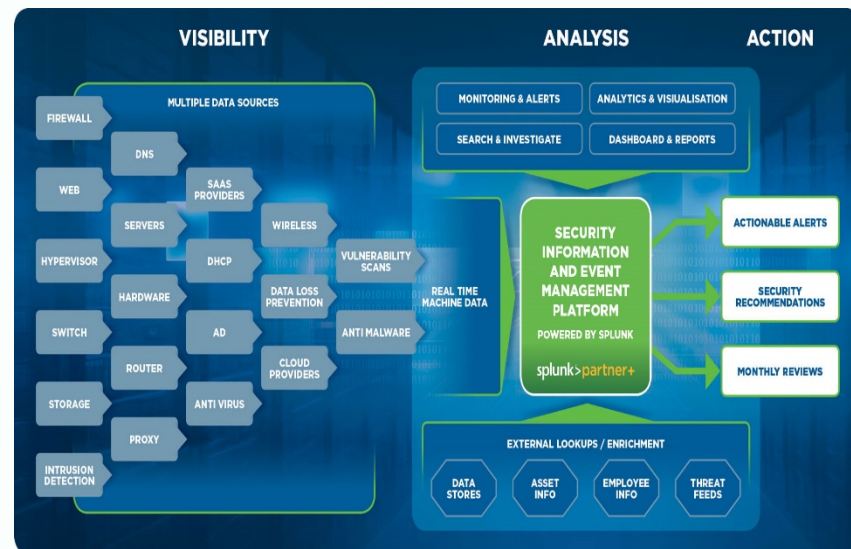 VISIBILITY
ANALYSIS
ACTION
MULTIPLE DATA SOURCES
FIREWALL
WEB
HYPERVISOR
SWITCH
STORAGE
INTRUSION
DETECTION
DNS
SERVERS
HARDWARE
ROUTER
PROXY
SAAS
PROVIDERS
DHCP
AD
ANTI VIRUS
WIRELESS
DATA LOSS
PREVENTION
CLOUD
PROVIDERS
VULNERABILITY
SCANS
ANTI MALWARE
REAL TIME
MACHINE DATA
MONITORING & ALERTS
ANALYTICS & VISIUALISATION
SEARCH & INVESTIGATE
DASHBOARD & REPORTS
SECURITY
INFORMATION
AND EVENT
MANAGEMENT
PLATFORM
POWERED BY SPLUNK
splunk>partner+
EXTERNAL LOOKUPS / ENRICHMENT
DATA
STORES
ASSET
INFO
EMPLOYEE
INFO
THREAT
FEEDS
ACTIONABLE ALERTS
SECURITY
RECOMMENDATIONS
MONTHLY REVIEWS